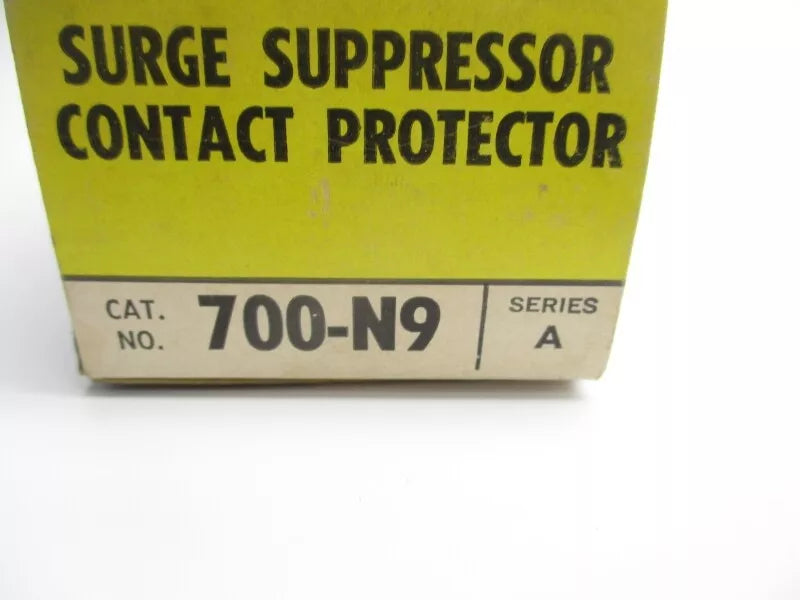 SURGE SUPPRESSOR
CONTACT PROTECTOR
CAT. NO. 700-N9
SERIES A